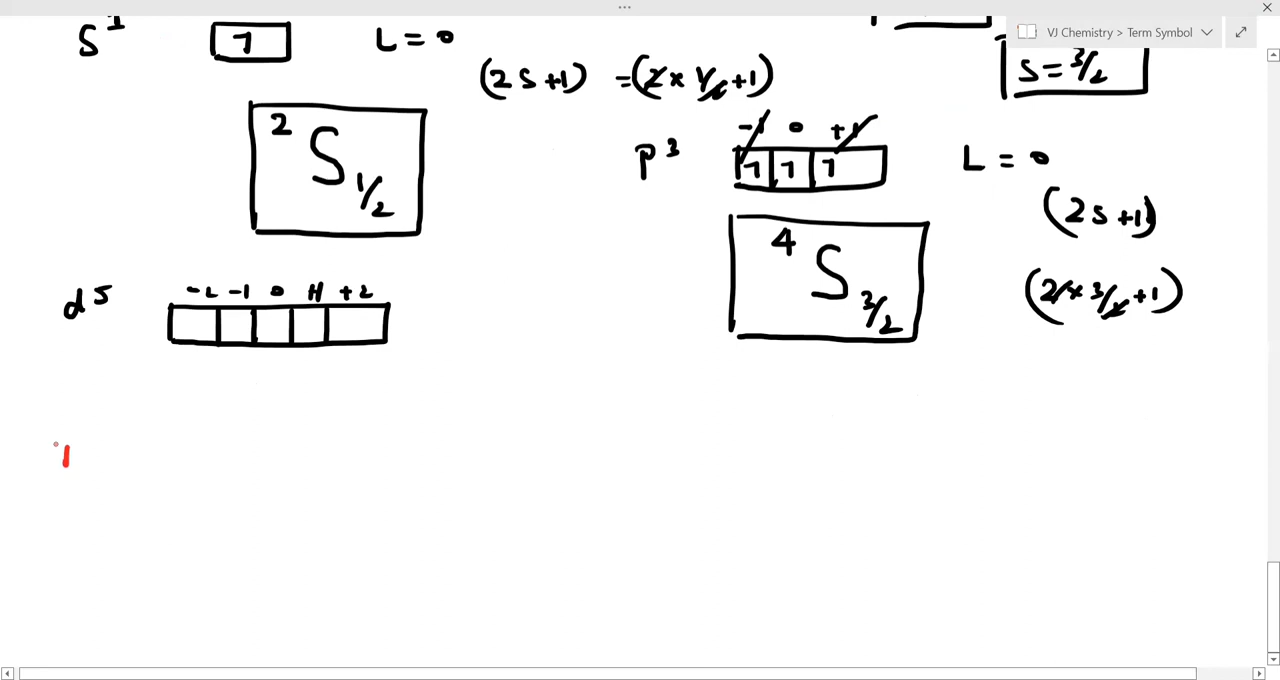 VJ Chemistry > Term Symbol
S¹ 1 L = 0
S = 3/2
(2S+1) = (2 × 1/2 +1)
²S1/2
-1 0 +1
p³ 1 1 1 L = 0
(2S+1)
⁴S3/2
(2 × 3/2 +1)
-2 -1 0 +1 +2
d⁵